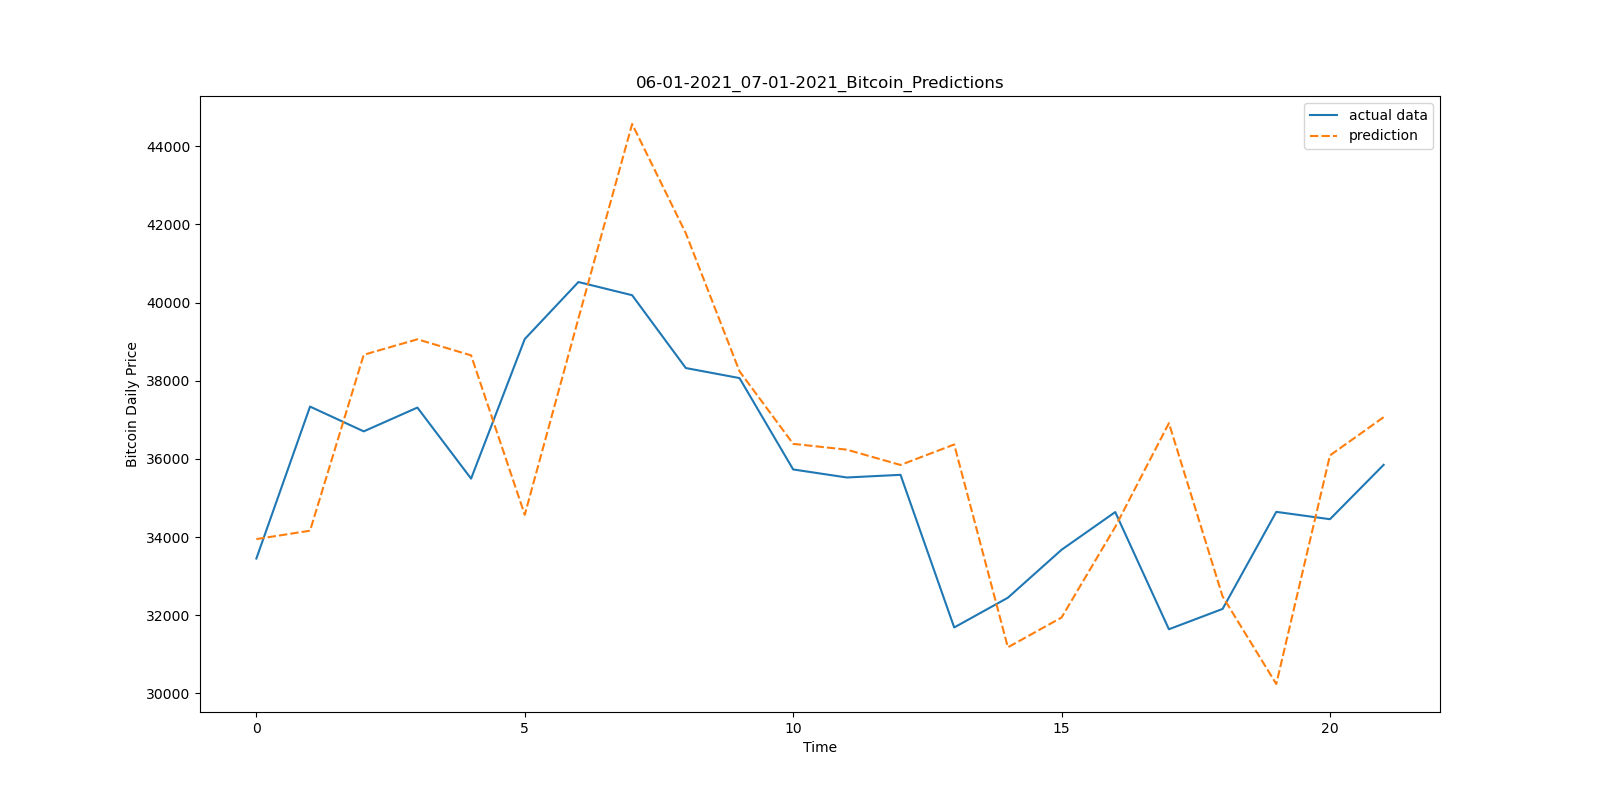 06-01-2021_07-01-2021_Bitcoin_Predictions
actual data
prediction
44000
42000
40000
38000
36000
34000
32000
30000
Bitcoin Daily Price
0 5 10 15 20
Time